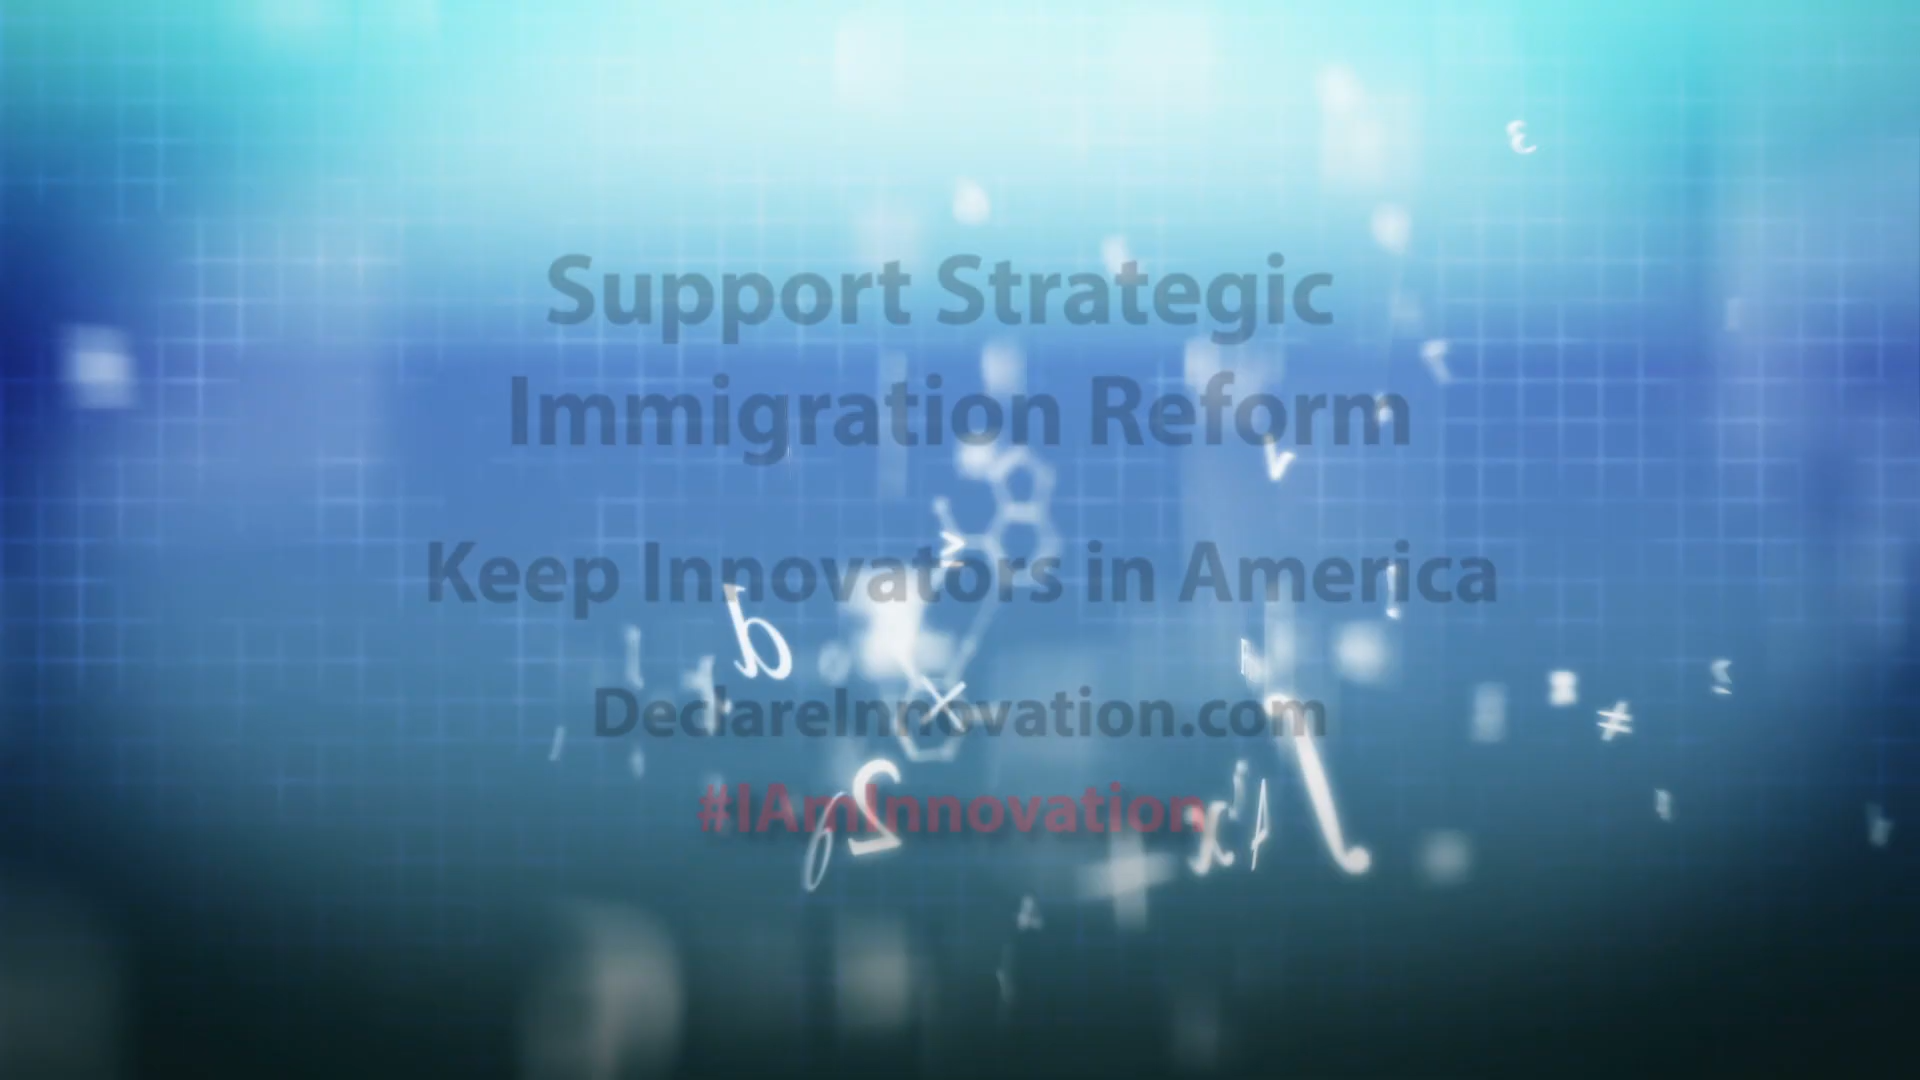 Support Strategic
Immigration Reform
Keep Innovators in America
DeclareInnovation.com
#IAmInnovation